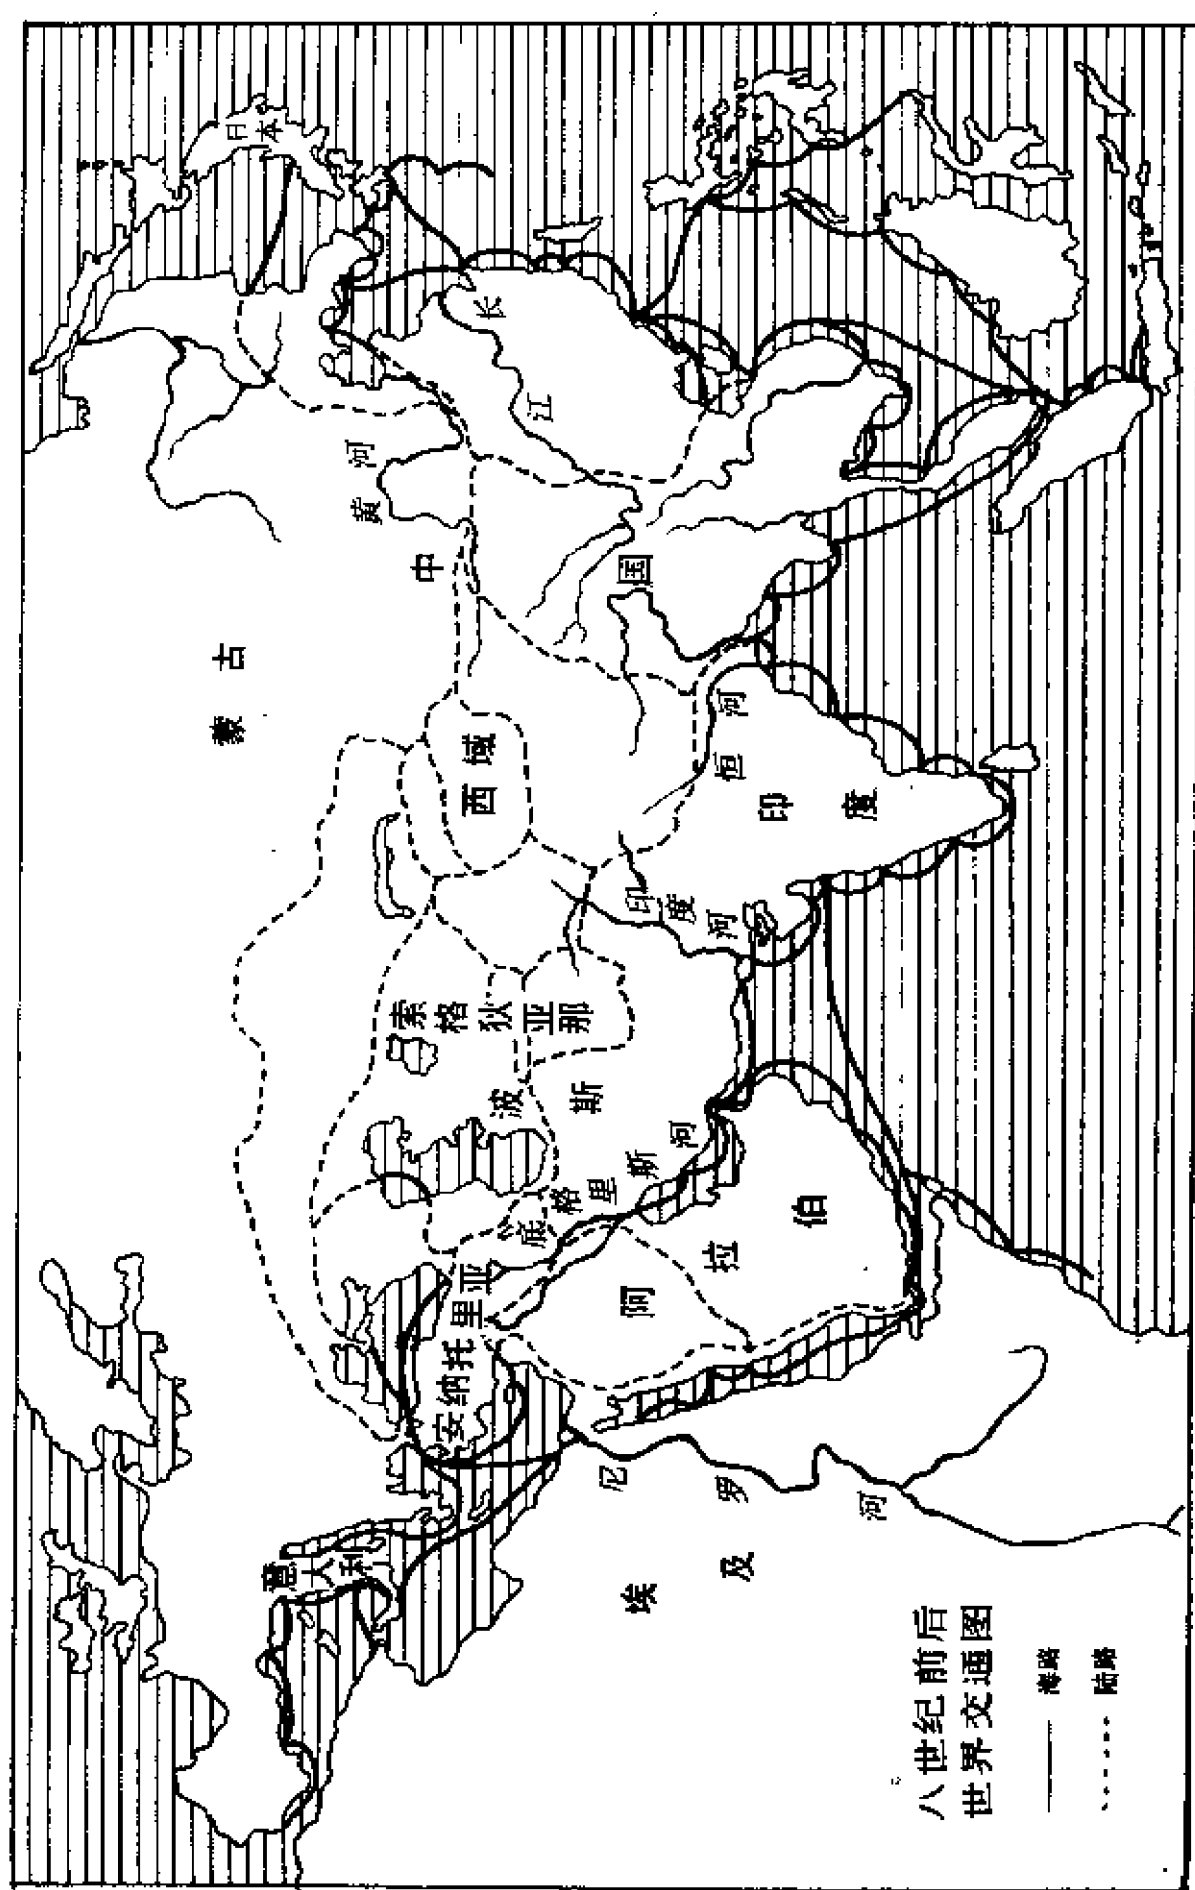 八世纪前后
世界交通图
海路
陆路
意大利
安纳托里亚
埃及
尼罗河
阿拉伯
底格里斯河
波斯
索格狄亚那
印度河
印度
恒河
西域
蒙古
中国
黄河
长江
日本